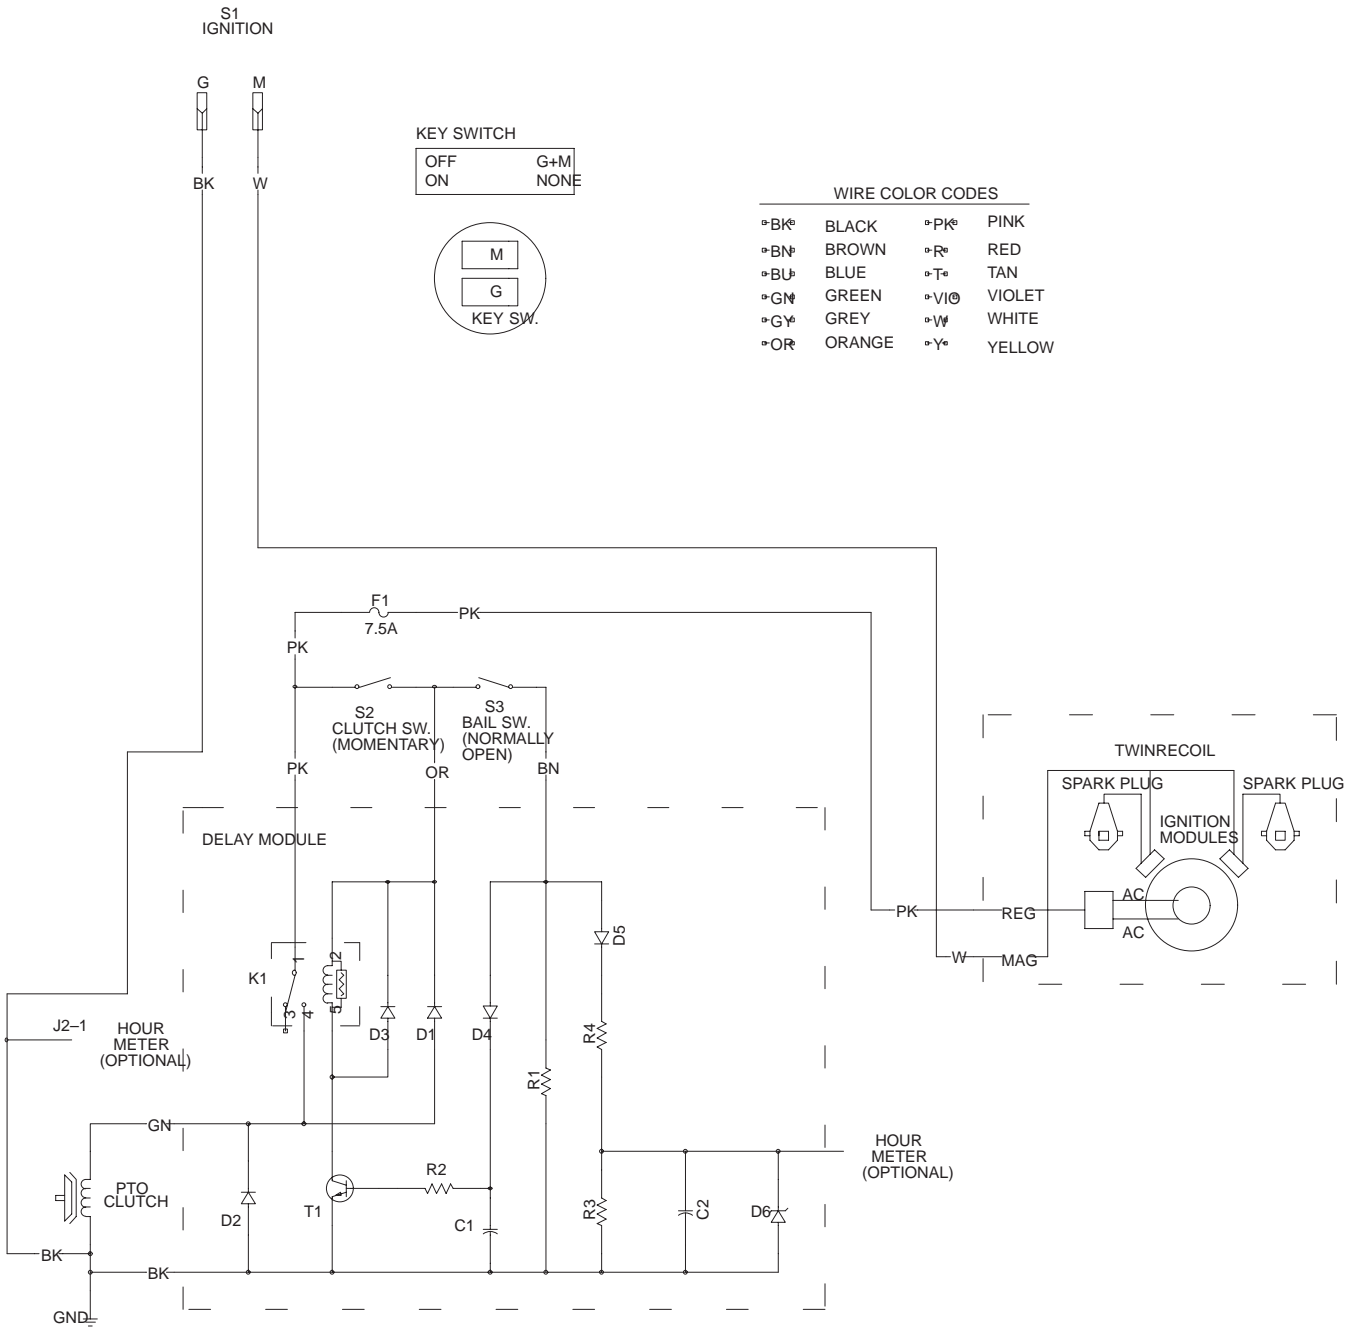 S1
IGNITION
G
M
BK
W
KEY SWITCH
OFF G+M
ON NONE
M
G
KEY SW.
WIRE COLOR CODES
BK BLACK PK PINK
BN BROWN R RED
BU BLUE T TAN
GN GREEN VIO VIOLET
GY GREY W WHITE
OR ORANGE Y YELLOW
F1
7.5A
PK
PK
S2
CLUTCH SW.
(MOMENTARY)
S3
BAIL SW.
(NORMALLY
OPEN)
PK
OR
BN
TWINRECOIL
SPARK PLUG
SPARK PLUG
IGNITION
MODULES
AC
AC
PK
REG
W
MAG
DELAY MODULE
K1
1
2
3
4
5
D3
D1
D4
D5
R4
R1
J2–1
HOUR
METER
(OPTIONAL)
GN
PTO
CLUTCH
D2
T1
R2
C1
R3
C2
D6
HOUR
METER
(OPTIONAL)
BK
BK
GND